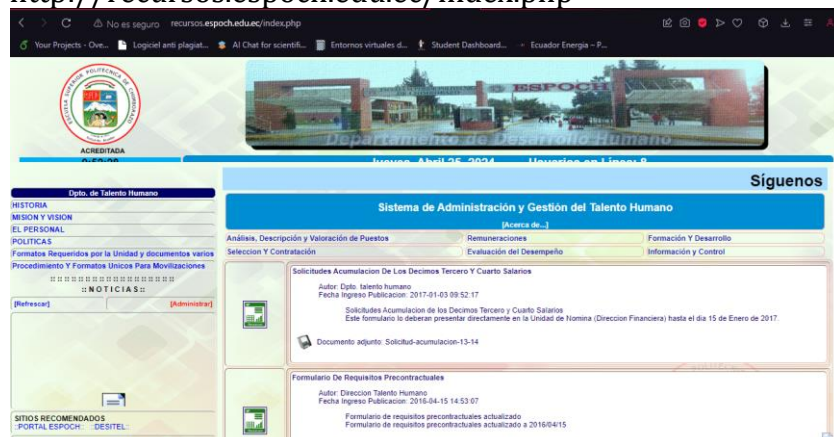 http://recursos.espoch.edu.ec/index.php
No es seguro recursos.espoch.edu.ec/index.php
Your Projects - Ove... Logiciel anti plagiat... AI Chat for scientifi... Entornos virtuales d... Student Dashboard... Ecuador Energia – P...
ESPOCH
ACREDITADA
Departamento de Desarrollo Humano
Jueves, Abril 25, 2024 Usuarios en Linea: 8
Síguenos
Dpto. de Talento Humano
HISTORIA
MISION Y VISION
EL PERSONAL
POLITICAS
Formatos Requeridos por la Unidad y documentos varios
Procedimiento Y Formatos Unicos Para Movilizaciones
:: N O T I C I A S ::
[Refrescar] [Administrar]
SITIOS RECOMENDADOS
::PORTAL ESPOCH:: ::DESITEL::
Sistema de Administración y Gestión del Talento Humano
[Acerca de...]
Análisis, Descripción y Valoración de Puestos Remuneraciones Formación Y Desarrollo
Seleccion Y Contratación Evaluación del Desempeño Información y Control
Solicitudes Acumulacion De Los Decimos Tercero Y Cuarto Salarios
Autor: Dpto. talento humano
Fecha Ingreso Publicacion: 2017-01-03 09:52:17
Solicitudes Acumulacion de los Decimos Tercero y Cuarto Salarios
Este formulario lo deberan presentar directamente en la Unidad de Nomina (Direccion Financiera) hasta el dia 15 de Enero de 2017.
Documento adjunto: Solicitud-acumulacion-13-14
Formulario De Requisitos Precontractuales
Autor: Direccion Talento Humano
Fecha Ingreso Publicacion: 2016-04-15 14:53:07
Formulario de requisitos precontractuales actualizado
Formulario de requisitos precontractuales actualizado a 2016/04/15